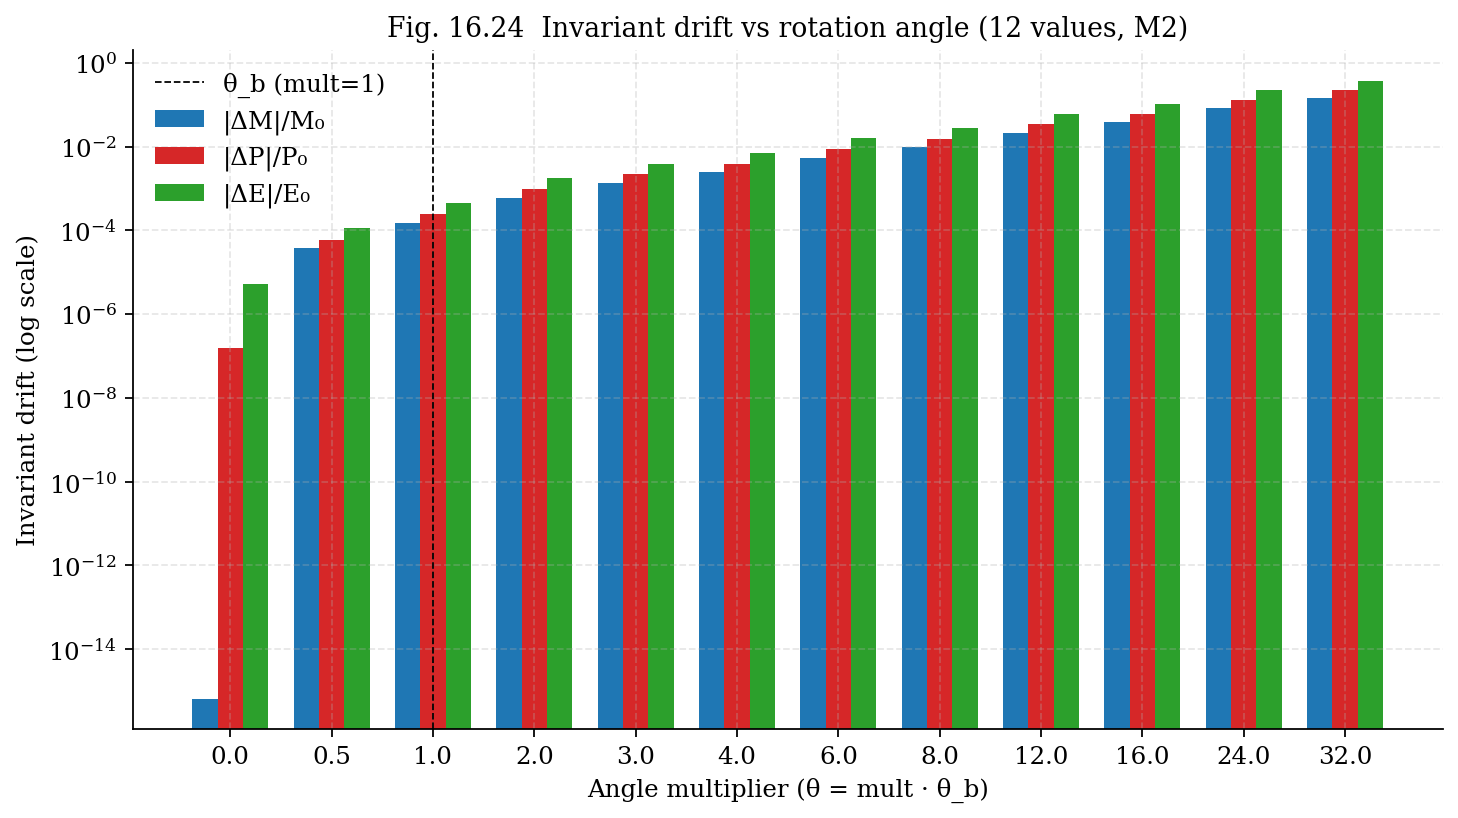 Fig. 16.24  Invariant drift vs rotation angle (12 values, M2)
θ_b (mult=1)
|ΔM|/M₀
|ΔP|/P₀
|ΔE|/E₀
Invariant drift (log scale)
10⁰
10⁻²
10⁻⁴
10⁻⁶
10⁻⁸
10⁻¹⁰
10⁻¹²
10⁻¹⁴
0.0 0.5 1.0 2.0 3.0 4.0 6.0 8.0 12.0 16.0 24.0 32.0
Angle multiplier (θ = mult · θ_b)